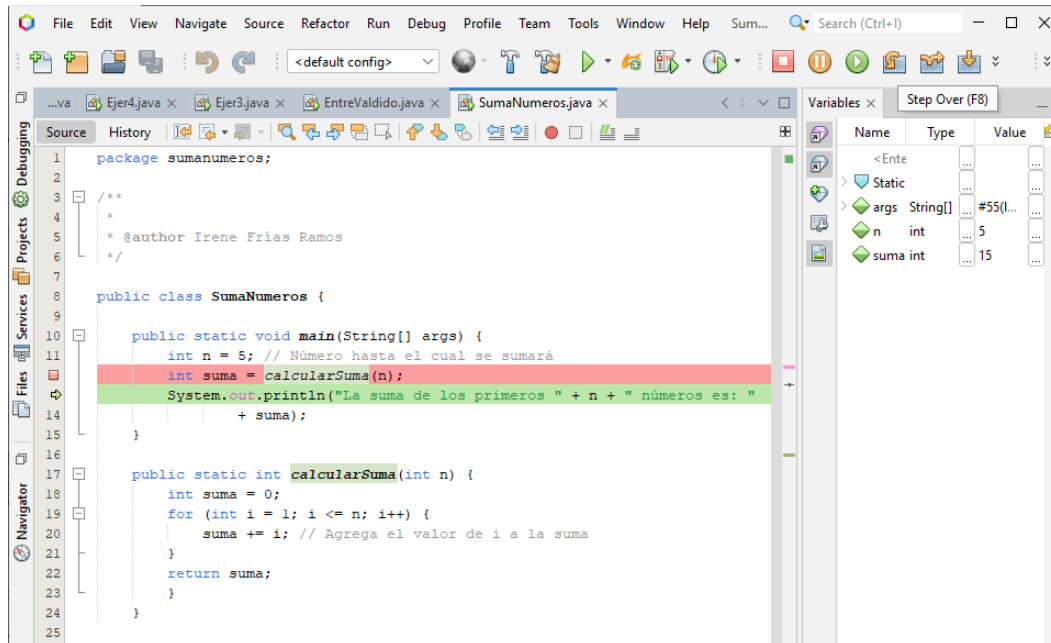 File Edit View Navigate Source Refactor Run Debug Profile Team Tools Window Help Sum... Search (Ctrl+I)
<default config>
...va Ejer4.java Ejer3.java EntreValdido.java SumaNumeros.java
Variables
Step Over (F8)
Source History
Name Type Value
Debugging
Projects
Services
Files
Navigator
1 package sumanumeros;
2
3 /**
4 *
5 * @author Irene Frías Ramos
6 */
7
8 public class SumaNumeros {
9
10 public static void main(String[] args) {
11 int n = 5; // Número hasta el cual se sumará
int suma = calcularSuma(n);
System.out.println("La suma de los primeros " + n + " números es: "
14 + suma);
15 }
16
17 public static int calcularSuma(int n) {
18 int suma = 0;
19 for (int i = 1; i <= n; i++) {
20 suma += i; // Agrega el valor de i a la suma
21 }
22 return suma;
23 }
24 }
25
<Ente ... ...
Static ... ...
args String[] ... #55(l... ...
n int ... 5 ...
suma int ... 15 ...